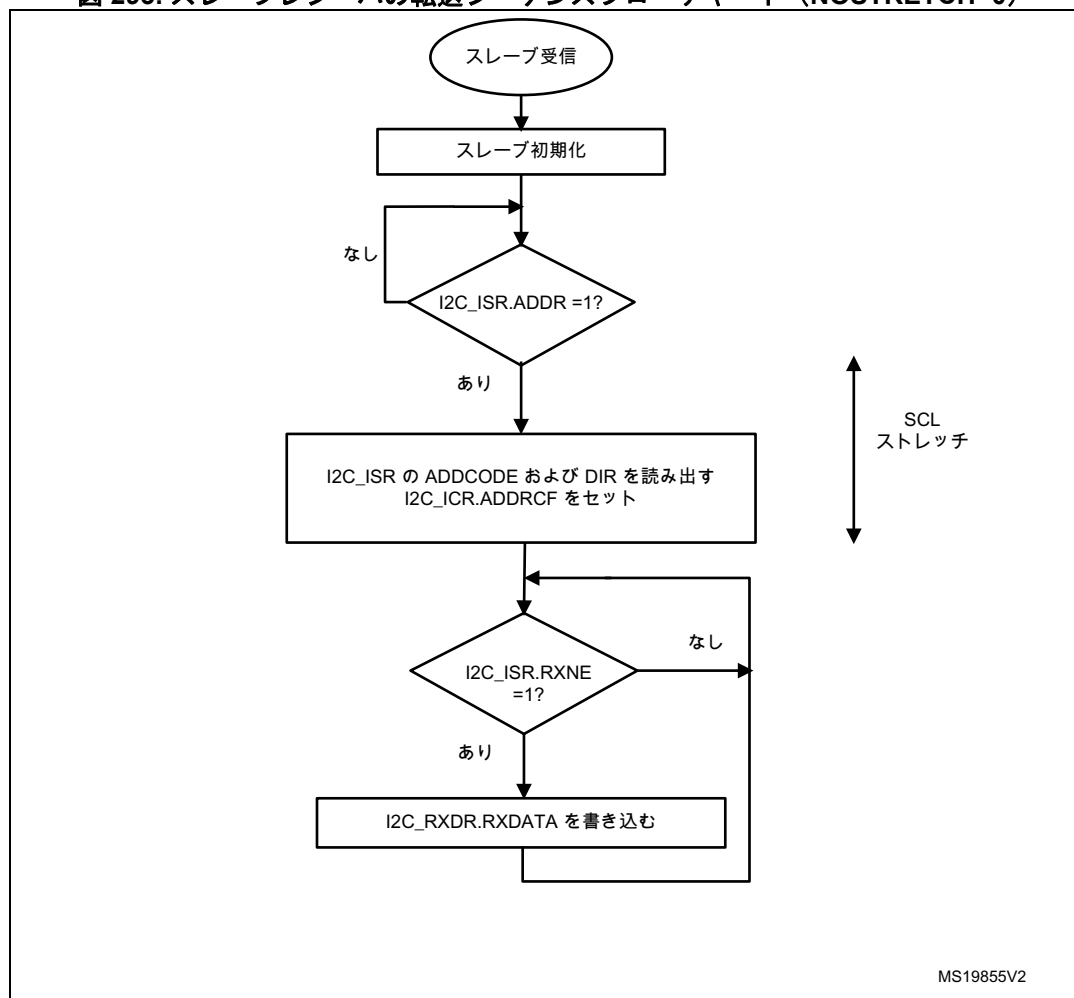 スレーブ受信
スレーブ初期化
なし
I2C_ISR.ADDR =1?
あり
SCL
ストレッチ
I2C_ISR の ADDCODE および DIR を読み出す
I2C_ICR.ADDRCF をセット
なし
I2C_ISR.RXNE
=1?
あり
I2C_RXDR.RXDATA を書き込む
MS19855V2